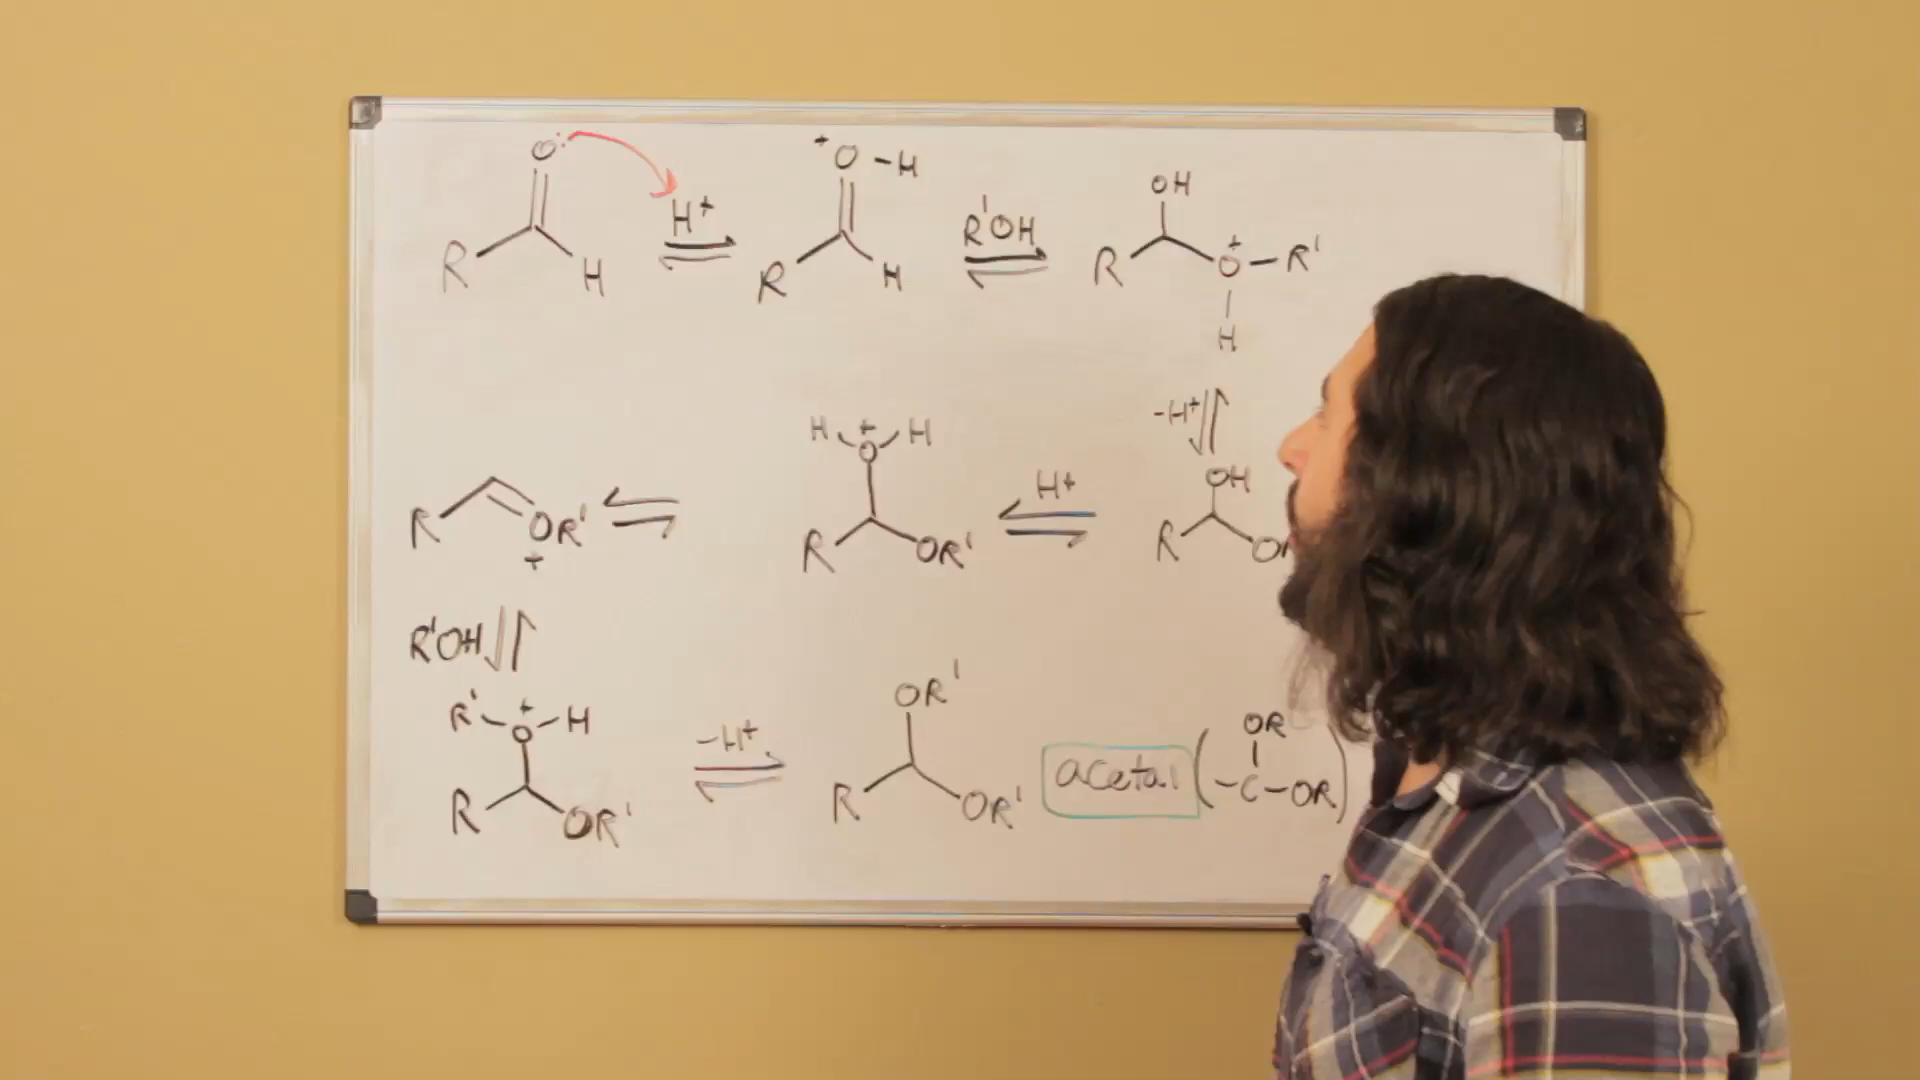 O:
R H
H+
+O-H
R H
R'OH
OH
R O+-R'
H
-H+
OH
R
H+
H O+ H
R OR'
R OR'
+
R'OH
R' O+ H
R OR'
-H+
OR'
R OR'
acetal
OR
(-C-OR)